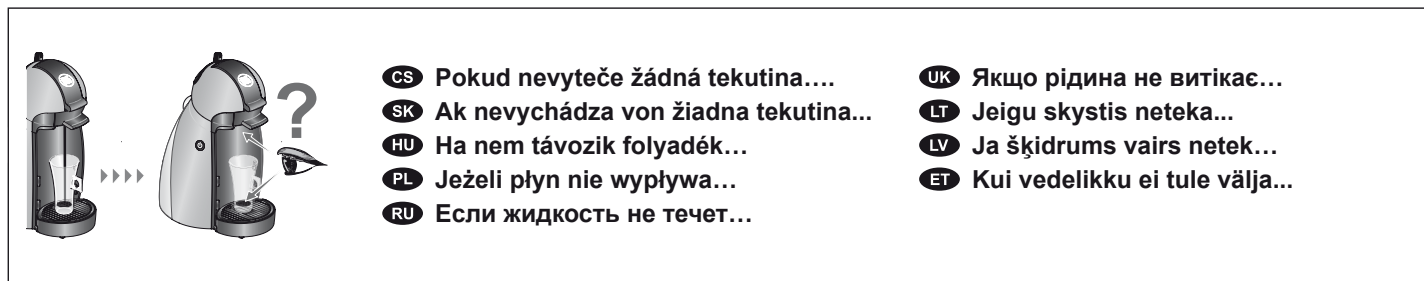 ?
CS Pokud nevyteče žádná tekutina....
SK Ak nevychádza von žiadna tekutina...
HU Ha nem távozik folyadék…
PL Jeżeli płyn nie wypływa…
RU Если жидкость не течет…
UK Якщо рідина не витікає…
LT Jeigu skystis neteka...
LV Ja šķidrums vairs netek…
ET Kui vedelikku ei tule välja...